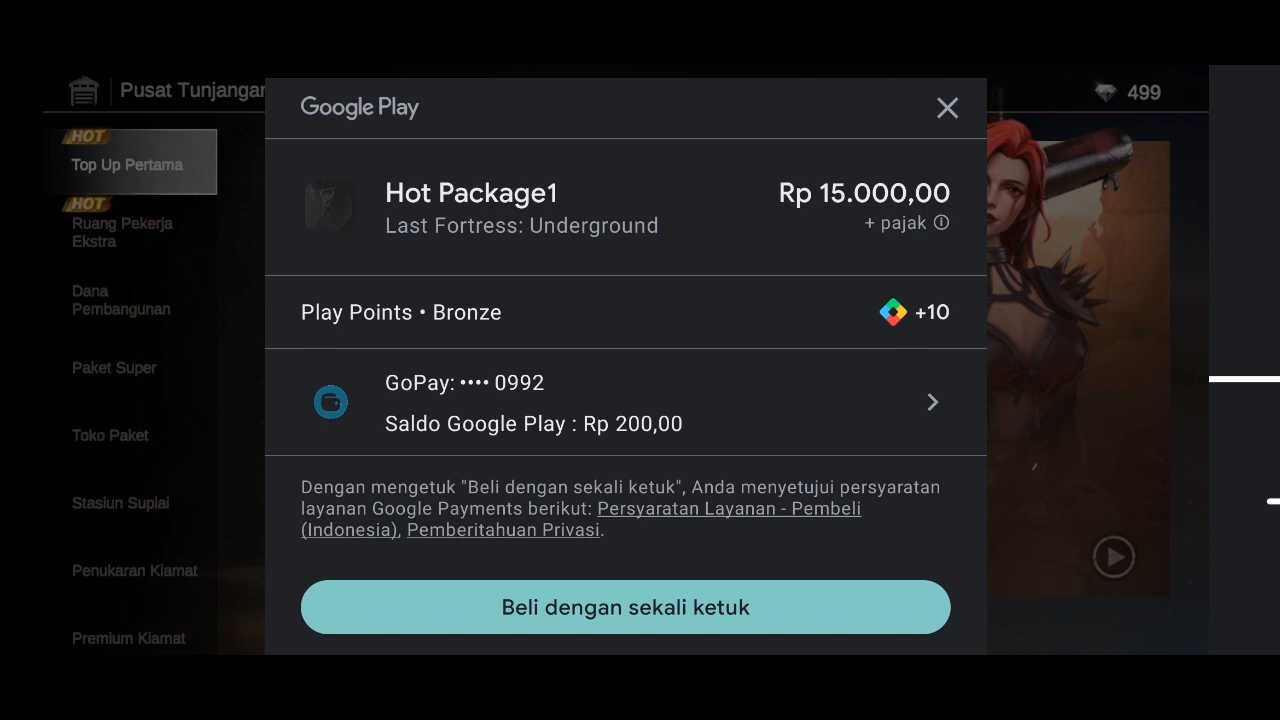 Pusat Tunjangan
499
HOT
Top Up Pertama
HOT
Ruang Pekerja
Ekstra
Dana
Pembangunan
Paket Super
Toko Paket
Stasiun Suplai
Penukaran Kiamat
Premium Kiamat
Google Play
Hot Package1
Rp 15.000,00
Last Fortress: Underground
+ pajak
Play Points • Bronze
+10
GoPay: •••• 0992
Saldo Google Play : Rp 200,00
Dengan mengetuk "Beli dengan sekali ketuk", Anda menyetujui persyaratan
layanan Google Payments berikut: Persyaratan Layanan - Pembeli
(Indonesia), Pemberitahuan Privasi.
Beli dengan sekali ketuk